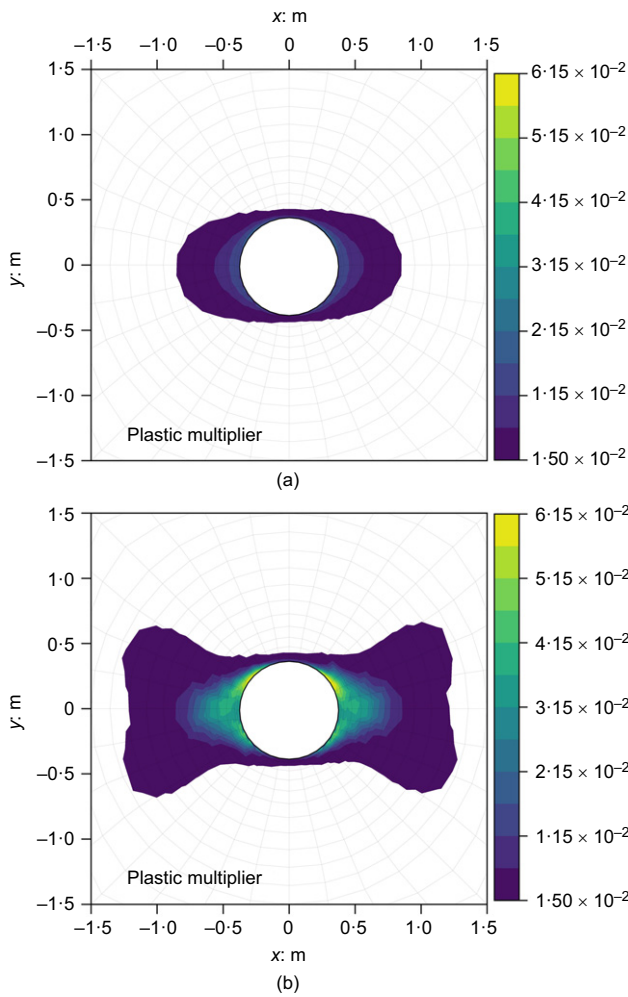 x: m
–1·5 –1·0 –0·5 0 0·5 1·0 1·5
1·5
1·0
0·5
0
–0·5
–1·0
–1·5
y: m
Plastic multiplier
6·15 × 10–2
5·15 × 10–2
4·15 × 10–2
3·15 × 10–2
2·15 × 10–2
1·15 × 10–2
1·50 × 10–2
(a)
1·5
1·0
0·5
0
–0·5
–1·0
–1·5
y: m
Plastic multiplier
6·15 × 10–2
5·15 × 10–2
4·15 × 10–2
3·15 × 10–2
2·15 × 10–2
1·15 × 10–2
1·50 × 10–2
–1·5 –1·0 –0·5 0 0·5 1·0 1·5
x: m
(b)